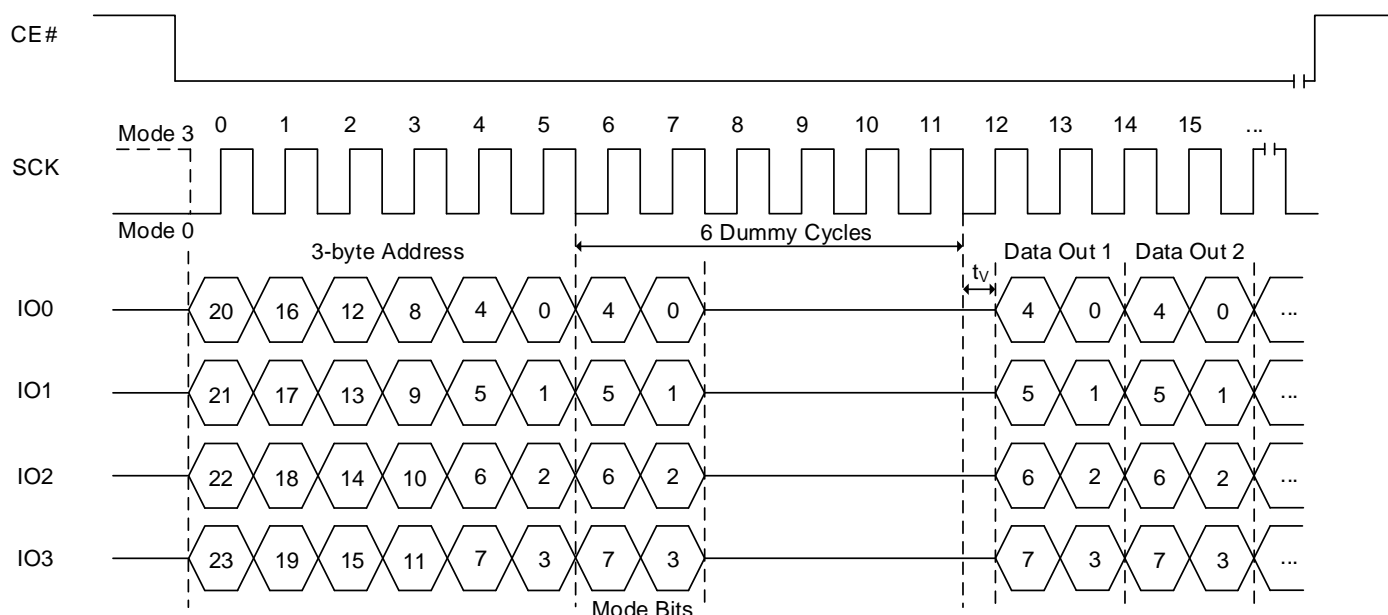 CE#
Mode 3 0 1 2 3 4 5 6 7 8 9 10 11 12 13 14 15 ...
SCK
Mode 0
6 Dummy Cycles
3-byte Address Data Out 1 Data Out 2
tV
IO0 20 16 12 8 4 0 4 0 4 0 4 0 ...
IO1 21 17 13 9 5 1 5 1 5 1 5 1 ...
IO2 22 18 14 10 6 2 6 2 6 2 6 2 ...
IO3 23 19 15 11 7 3 7 3 7 3 7 3 ...
Mode Bits